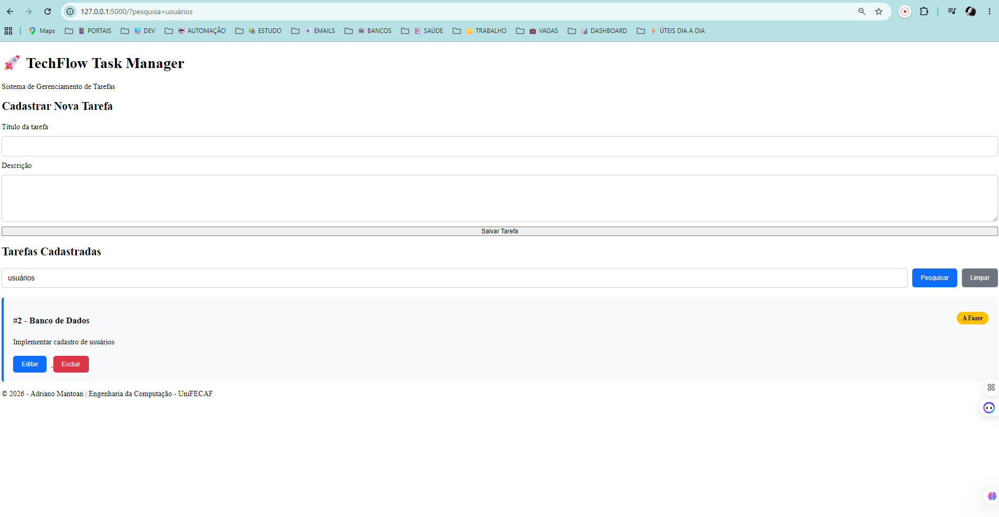 127.0.0.1:5000/?pesquisa=usuários
Maps PORTAIS DEV AUTOMAÇÃO ESTUDO EMAILS BANCOS SAÚDE TRABALHO VAGAS DASHBOARD ÚTEIS DIA A DIA
🚀 TechFlow Task Manager
Sistema de Gerenciamento de Tarefas
Cadastrar Nova Tarefa
Título da tarefa
Descrição
Salvar Tarefa
Tarefas Cadastradas
usuários Pesquisar Limpar
#2 - Banco de Dados A Fazer
Implementar cadastro de usuários
Editar Excluir
© 2026 - Adriano Mantoan | Engenharia da Computação - UniFECAF